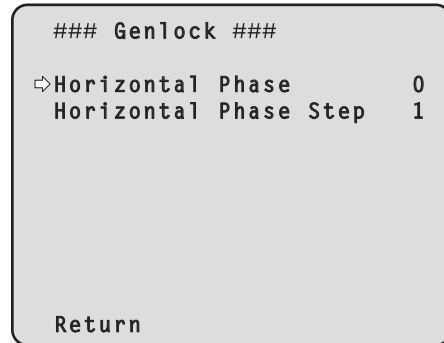 ### Genlock ###
⇨Horizontal Phase 0
Horizontal Phase Step 1
Return